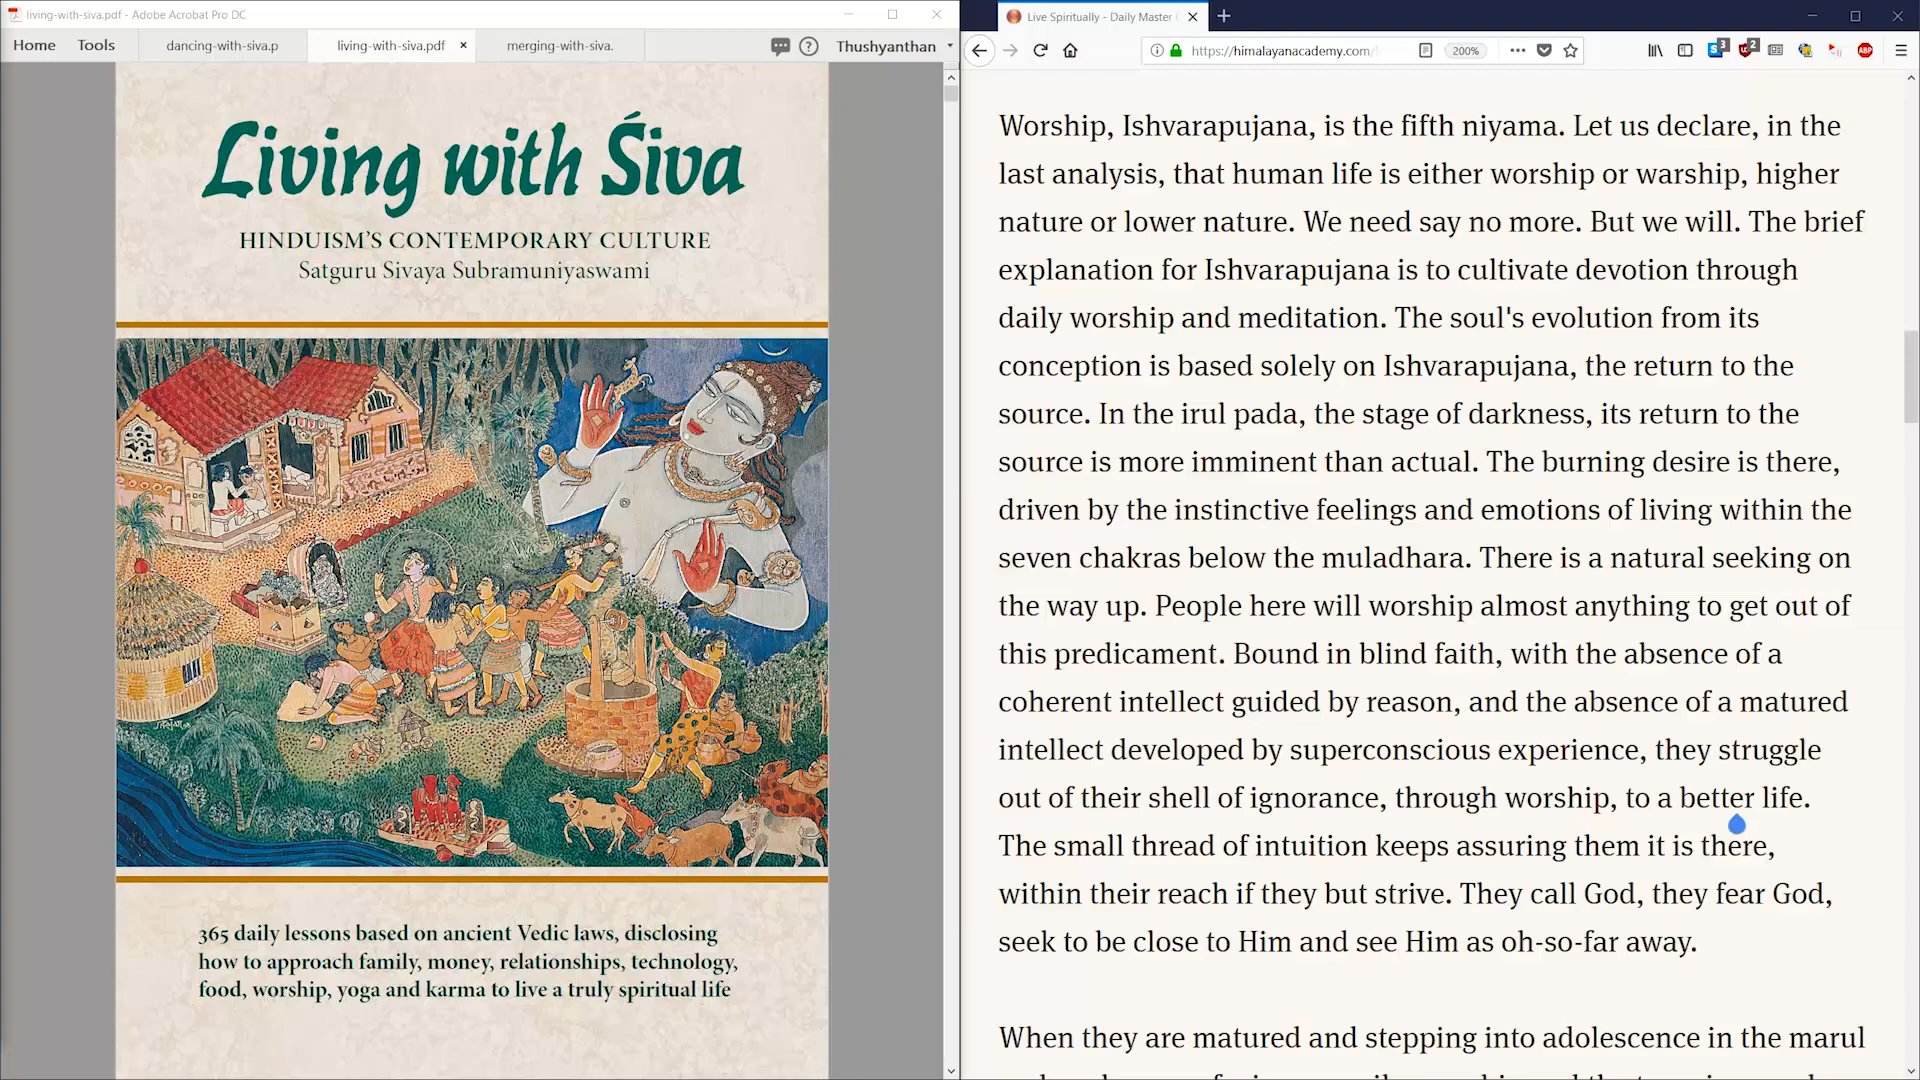 living-with-siva.pdf - Adobe Acrobat Pro DC
Home Tools dancing-with-siva.p living-with-siva.pdf × merging-with-siva. Thushyanthan
Living with Śiva
HINDUISM'S CONTEMPORARY CULTURE
Satguru Sivaya Subramuniyaswami
365 daily lessons based on ancient Vedic laws, disclosing
how to approach family, money, relationships, technology,
food, worship, yoga and karma to live a truly spiritual life
Live Spiritually - Daily Master
https://himalayanacademy.com/ 200% 3 2 ABP
Worship, Ishvarapujana, is the fifth niyama. Let us declare, in the
last analysis, that human life is either worship or warship, higher
nature or lower nature. We need say no more. But we will. The brief
explanation for Ishvarapujana is to cultivate devotion through
daily worship and meditation. The soul's evolution from its
conception is based solely on Ishvarapujana, the return to the
source. In the irul pada, the stage of darkness, its return to the
source is more imminent than actual. The burning desire is there,
driven by the instinctive feelings and emotions of living within the
seven chakras below the muladhara. There is a natural seeking on
the way up. People here will worship almost anything to get out of
this predicament. Bound in blind faith, with the absence of a
coherent intellect guided by reason, and the absence of a matured
intellect developed by superconscious experience, they struggle
out of their shell of ignorance, through worship, to a better life.
The small thread of intuition keeps assuring them it is there,
within their reach if they but strive. They call God, they fear God,
seek to be close to Him and see Him as oh-so-far away.
When they are matured and stepping into adolescence in the marul